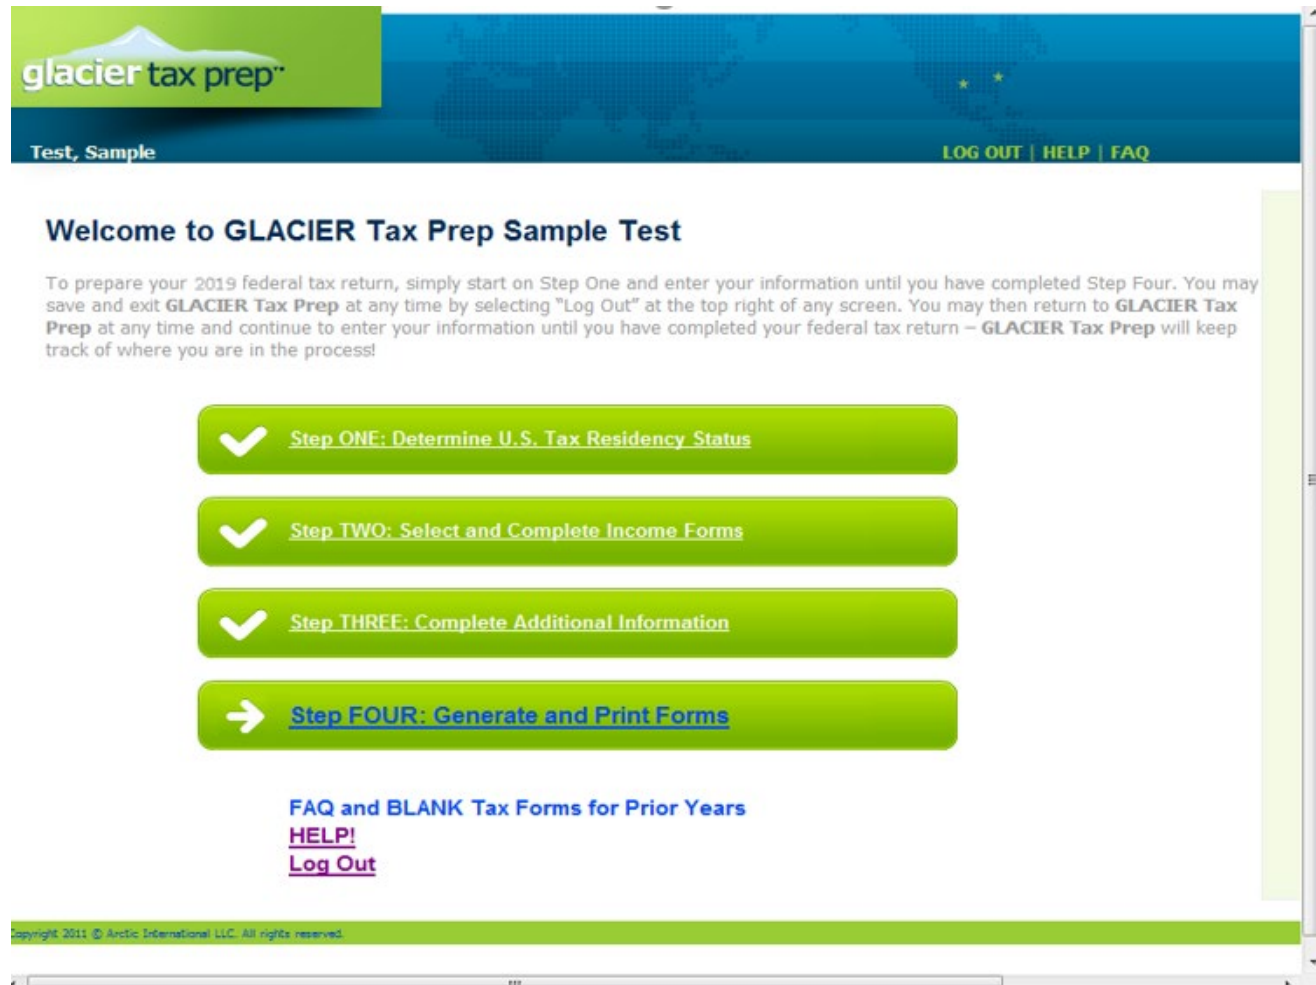 glacier tax prep™
Test, Sample
LOG OUT | HELP | FAQ
Welcome to GLACIER Tax Prep Sample Test
To prepare your 2019 federal tax return, simply start on Step One and enter your information until you have completed Step Four. You may
save and exit GLACIER Tax Prep at any time by selecting “Log Out” at the top right of any screen. You may then return to GLACIER Tax
Prep at any time and continue to enter your information until you have completed your federal tax return – GLACIER Tax Prep will keep
track of where you are in the process!
Step ONE: Determine U.S. Tax Residency Status
Step TWO: Select and Complete Income Forms
Step THREE: Complete Additional Information
Step FOUR: Generate and Print Forms
FAQ and BLANK Tax Forms for Prior Years
HELP!
Log Out
Copyright 2011 © Arctic International LLC. All rights reserved.